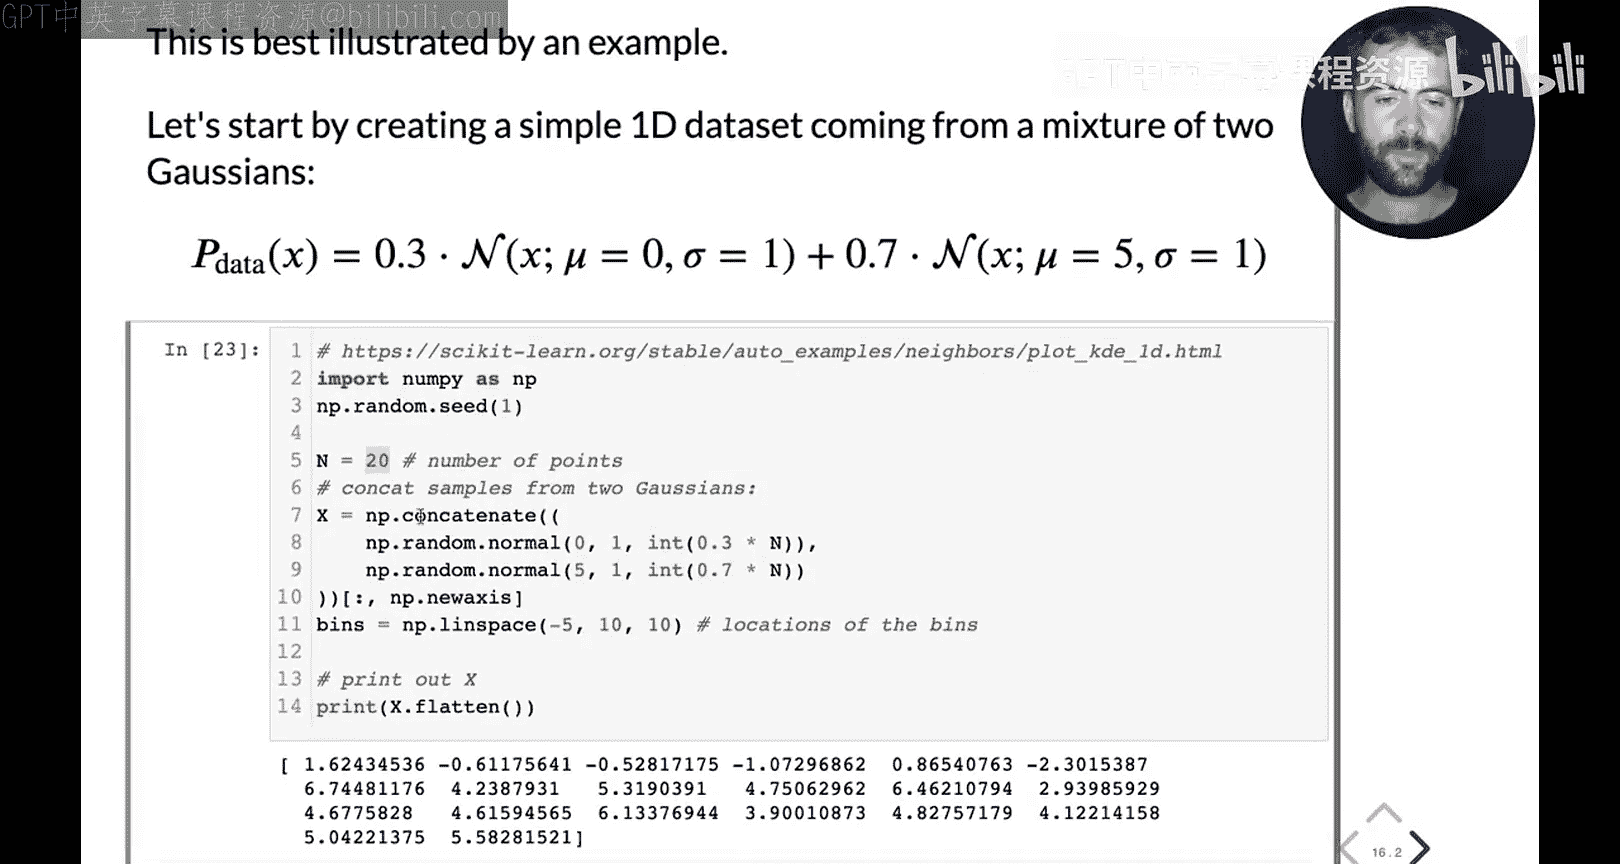 GPT中英字幕课程资源@bilibili.com
This is best illustrated by an example.
课程资源 bilibili
Let's start by creating a simple 1D dataset coming from a mixture of two
Gaussians:
P_data(x) = 0.3 · 𝒩(x; μ = 0, σ = 1) + 0.7 · 𝒩(x; μ = 5, σ = 1)
In [23]:
1 # https://scikit-learn.org/stable/auto_examples/neighbors/plot_kde_1d.html
2 import numpy as np
3 np.random.seed(1)
4
5 N = 20 # number of points
6 # concat samples from two Gaussians:
7 X = np.concatenate((
8     np.random.normal(0, 1, int(0.3 * N)),
9     np.random.normal(5, 1, int(0.7 * N))
10 ))[:, np.newaxis]
11 bins = np.linspace(-5, 10, 10) # locations of the bins
12
13 # print out X
14 print(X.flatten())
[ 1.62434536 -0.61175641 -0.52817175 -1.07296862  0.86540763 -2.3015387
6.74481176  4.2387931   5.3190391   4.75062962  6.46210794  2.93985929
4.6775828   4.61594565  6.13376944  3.90010873  4.82757179  4.12214158
5.04221375  5.58281521]
16.2